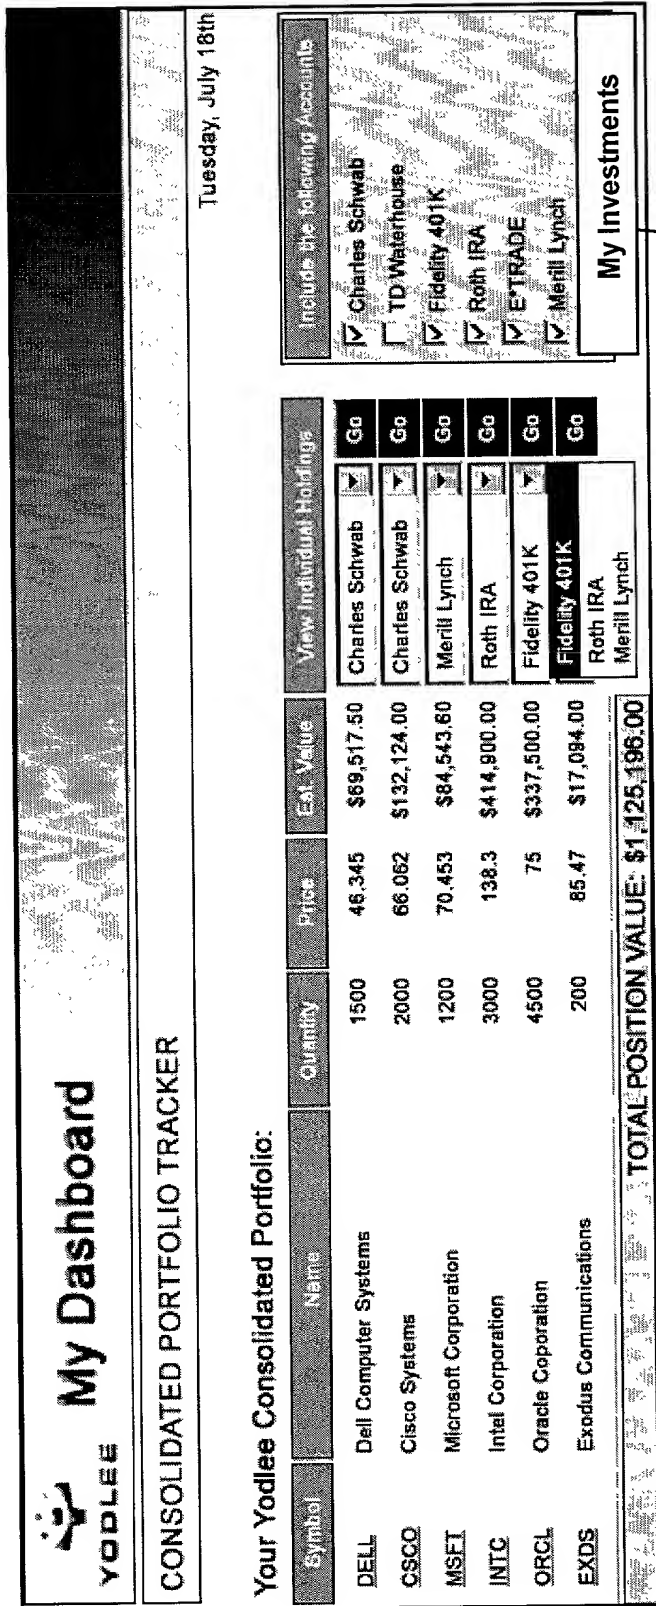 YODLEE My Dashboard
CONSOLIDATED PORTFOLIO TRACKER
Tuesday, July 18th
Your Yodlee Consolidated Portfolio:
Symbol Name Quantity Price Est. Value View Individual Holdings
DELL Dell Computer Systems 1500 46.345 $69,517.50 Charles Schwab Go
CSCO Cisco Systems 2000 66.062 $132,124.00 Charles Schwab Go
MSFT Microsoft Corporation 1200 70.453 $84,543.60 Merill Lynch Go
INTC Intel Corporation 3000 138.3 $414,900.00 Roth IRA Go
ORCL Oracle Coporation 4500 75 $337,500.00 Fidelity 401K Go
EXDS Exodus Communications 200 85.47 $17,094.00 Fidelity 401K Go
Roth IRA
Merill Lynch
TOTAL POSITION VALUE: $1,125,196.00
Include the following Accounts
Charles Schwab
TD Waterhouse
Fidelity 401K
Roth IRA
E*TRADE
Merill Lynch
My Investments